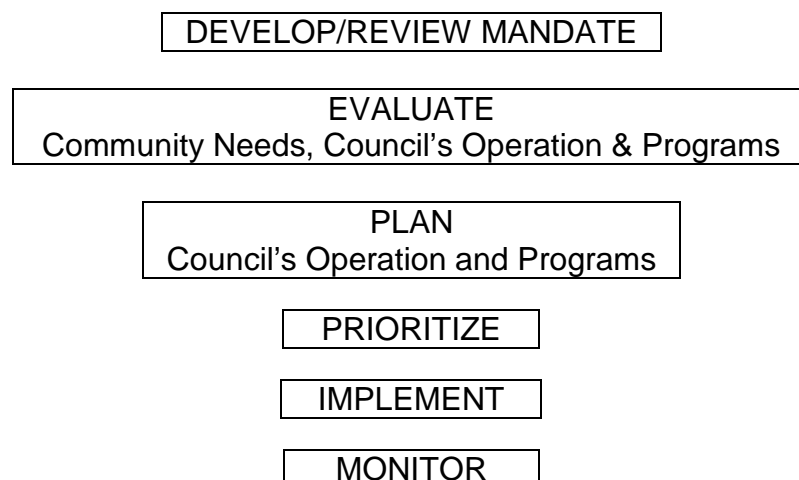 DEVELOP/REVIEW MANDATE
EVALUATE
Community Needs, Council's Operation & Programs
PLAN
Council's Operation and Programs
PRIORITIZE
IMPLEMENT
MONITOR